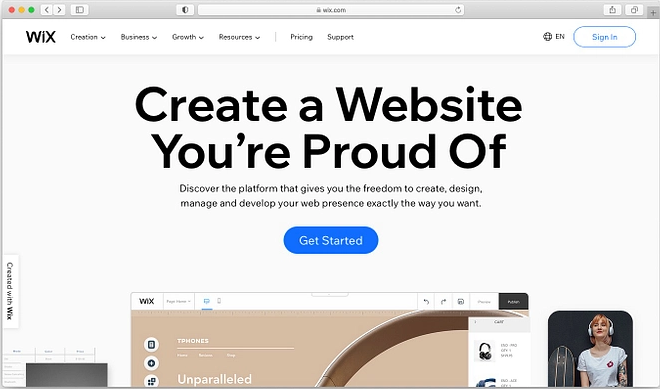 wix.com
WiX
Creation
Business
Growth
Resources
Pricing
Support
EN
Sign In
Create a Website
You’re Proud Of
Discover the platform that gives you the freedom to create, design,
manage and develop your web presence exactly the way you want.
Get Started
Created with Wix
WiX
Page: Home
Preview
Publish
CART
TPHONES
Home
Shop
Unparalleled
QTY: 1